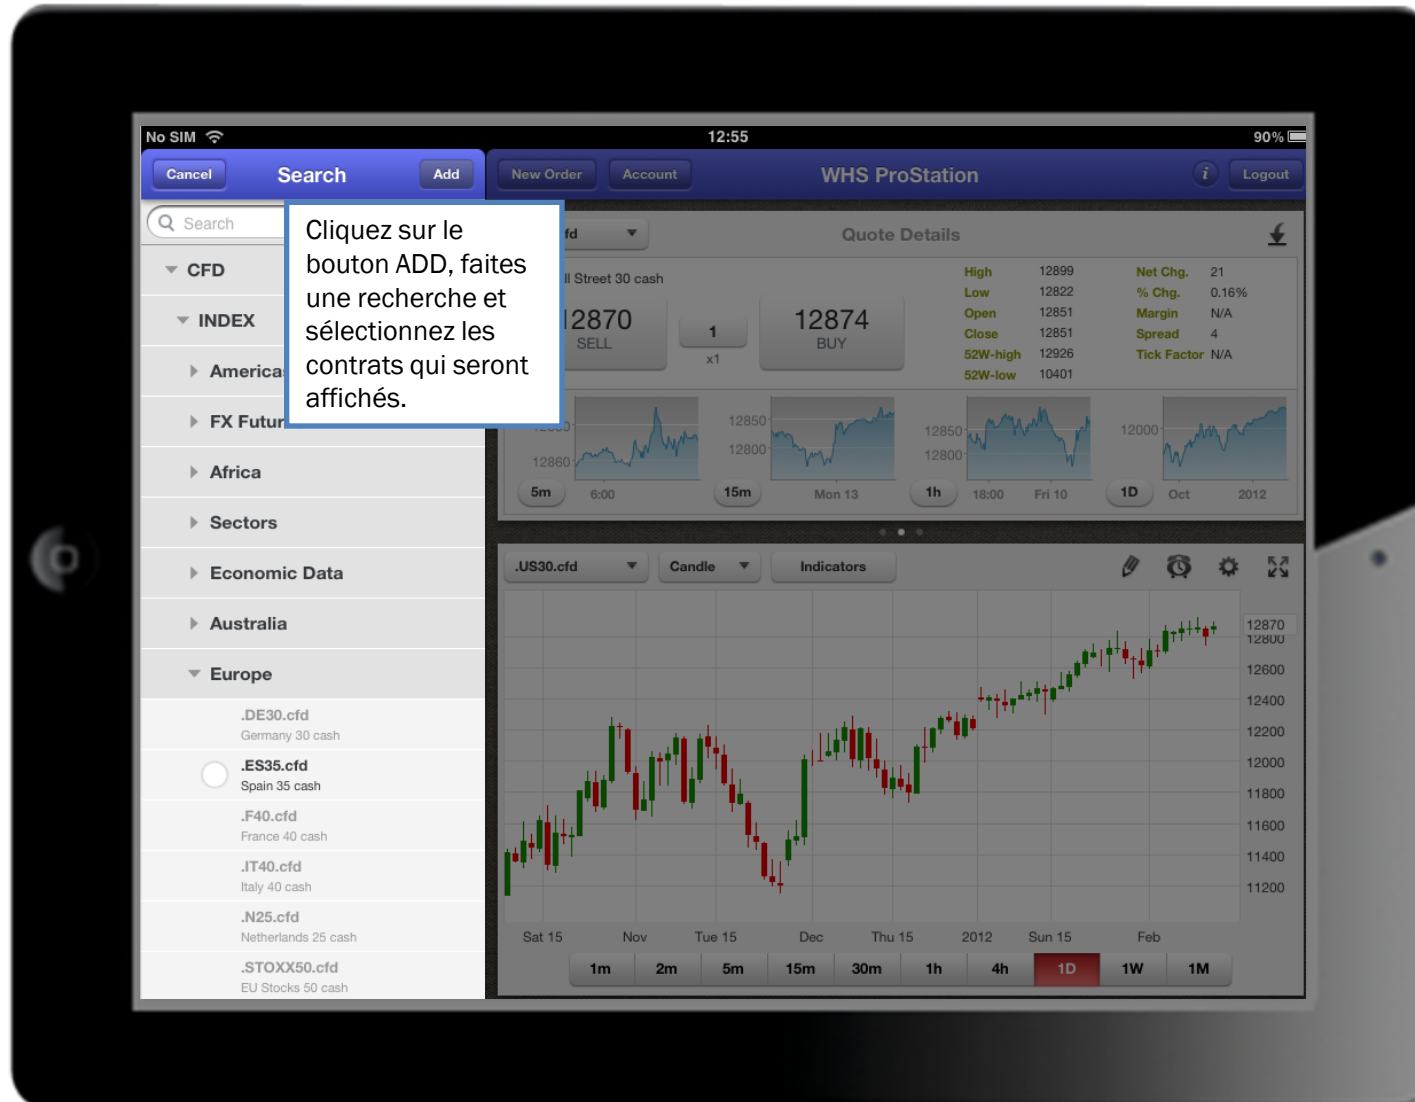 No SIM
12:55
90%
Cancel
Search
Add
New Order
Account
WHS ProStation
i
Logout
Search
Cliquez sur le
bouton ADD, faites
une recherche et
sélectionnez les
contrats qui seront
affichés.
CFD
INDEX
FX Futur
Africa
Sectors
Economic Data
Australia
Europe
.DE30.cfd
Germany 30 cash
.ES35.cfd
Spain 35 cash
.F40.cfd
France 40 cash
.IT40.cfd
Italy 40 cash
.N25.cfd
Netherlands 25 cash
.STOXX50.cfd
EU Stocks 50 cash
fd
Quote Details
ll Street 30 cash
12870
SELL
1
x1
12874
BUY
High 12899
Low 12822
Open 12851
Close 12851
52W-high 12926
52W-low 10401
Net Chg. 21
% Chg. 0.16%
Margin N/A
Spread 4
Tick Factor N/A
12860
5m
6:00
12850
12800
15m
Mon 13
12850
12800
1h
18:00
Fri 10
12000
1D
Oct
2012
.US30.cfd
Candle
Indicators
12870
12800
12600
12400
12200
12000
11800
11600
11400
11200
Sat 15
Nov
Tue 15
Dec
Thu 15
2012
Sun 15
Feb
1m
2m
5m
15m
30m
1h
4h
1D
1W
1M